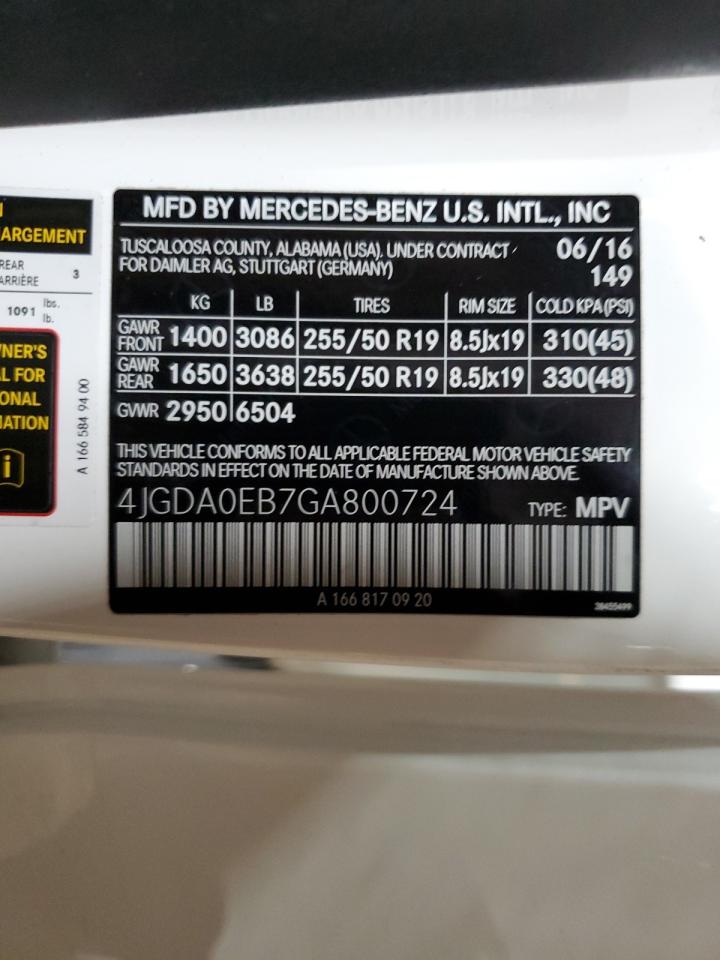 ARGEMENT
REAR
ARRIÈRE 3
1091 lbs.
lb.
NER'S
L FOR
ONAL
ATION
i
A 166 584 94 00
MFD BY MERCEDES-BENZ U.S. INTL., INC
TUSCALOOSA COUNTY, ALABAMA (USA), UNDER CONTRACT 06/16
FOR DAIMLER AG, STUTTGART (GERMANY) 149
KG LB TIRES RIM SIZE COLD KPA(PSI)
GAWR FRONT 1400 3086 255/50 R19 8.5Jx19 310(45)
GAWR REAR 1650 3638 255/50 R19 8.5Jx19 330(48)
GVWR 2950 6504
THIS VEHICLE CONFORMS TO ALL APPLICABLE FEDERAL MOTOR VEHICLE SAFETY
STANDARDS IN EFFECT ON THE DATE OF MANUFACTURE SHOWN ABOVE.
4JGDA0EB7GA800724 TYPE: MPV
A 166 817 09 20